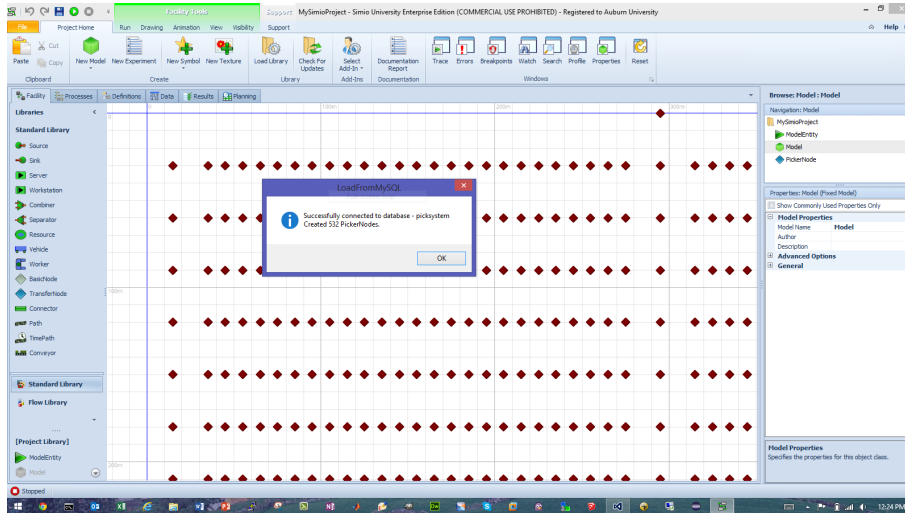 Facility Tools
Support
MySimioProject - Simio University Enterprise Edition (COMMERCIAL USE PROHIBITED) - Registered to Auburn University
File
Project Home
Run
Drawing
Animation
View
Visibility
Support
Help
Paste
Cut
Copy
New Model
New Experiment
New Symbol
New Texture
Load Library
Check For Updates
Select Add-In
Documentation Report
Trace
Errors
Breakpoints
Watch
Search
Profile
Properties
Reset
Clipboard
Create
Library
Add-Ins
Documentation
Windows
Facility
Processes
Definitions
Data
Results
Planning
Browse: Model : Model
Libraries
Standard Library
Source
Sink
Server
Workstation
Combiner
Separator
Resource
Vehicle
Worker
BasicNode
TransferNode
Connector
Path
TimePath
Conveyor
Standard Library
Flow Library
[Project Library]
ModelEntity
Model
0
0
100m
200m
300m
100m
200m
LoadFromMySQL
Successfully connected to database - picksystem
Created 532 PickerNodes.
OK
Navigation: Model
MySimioProject
ModelEntity
Model
PickerNode
Properties: Model (Fixed Model)
Show Commonly Used Properties Only
Model Properties
Model Name Model
Author
Description
Advanced Options
General
Model Properties
Specifies the properties for this object class.
Stopped
12:24 PM